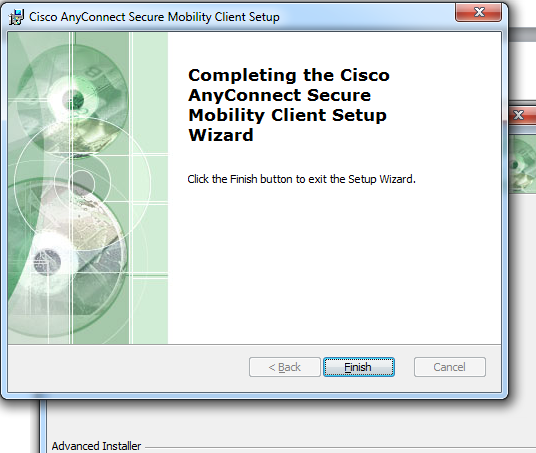 Cisco AnyConnect Secure Mobility Client Setup
Completing the Cisco
AnyConnect Secure
Mobility Client Setup
Wizard
Click the Finish button to exit the Setup Wizard.
< Back
Finish
Cancel
Advanced Installer